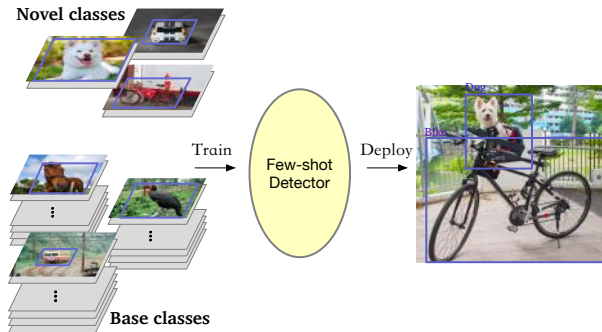 Novel classes
Train
Few-shot
Detector
Deploy
Dog
Bike
Base classes